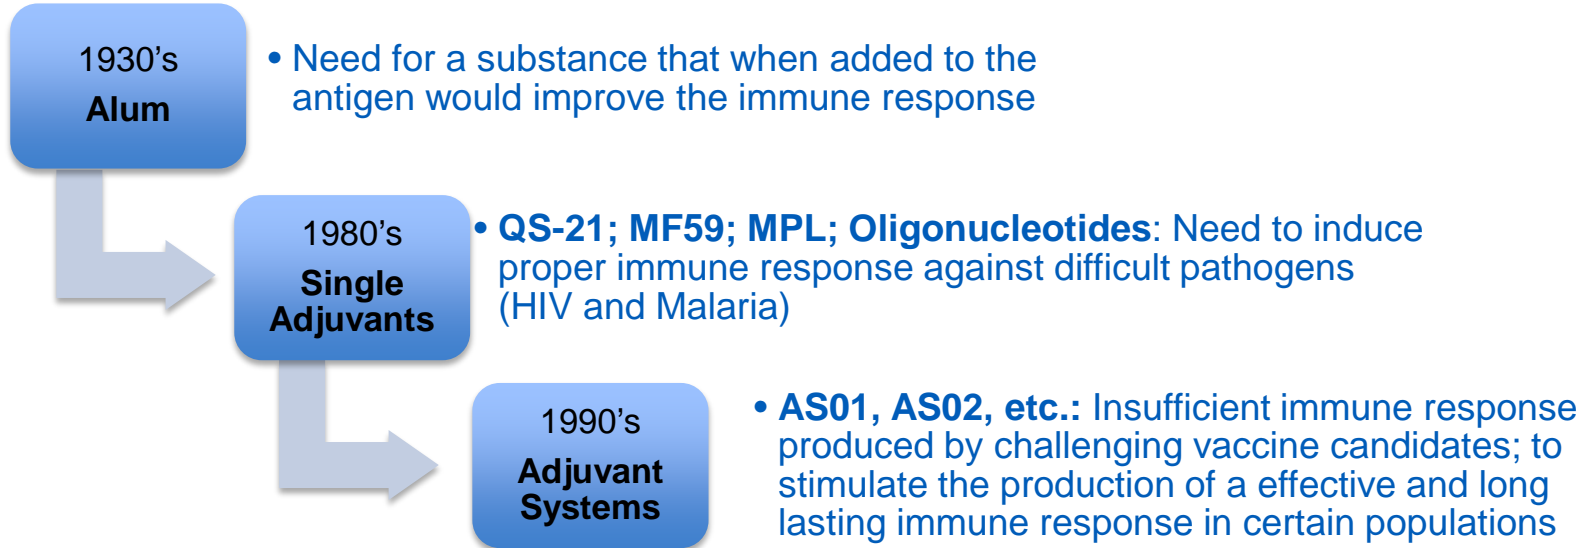 1930's
Alum
• Need for a substance that when added to the
antigen would improve the immune response
1980's
Single
Adjuvants
• QS-21; MF59; MPL; Oligonucleotides: Need to induce
proper immune response against difficult pathogens
(HIV and Malaria)
1990's
Adjuvant
Systems
• AS01, AS02, etc.: Insufficient immune response
produced by challenging vaccine candidates; to
stimulate the production of a effective and long
lasting immune response in certain populations